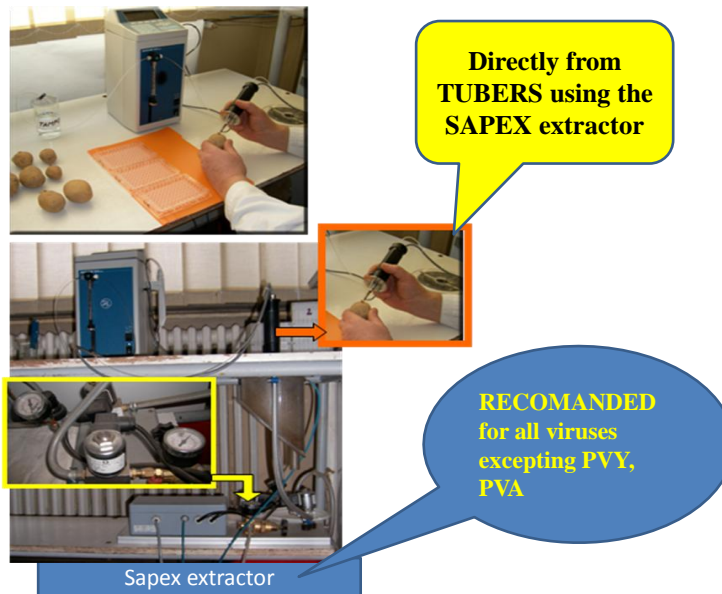 Directly from
TUBERS using the
SAPEX extractor
RECOMANDED
for all viruses
excepting PVY,
PVA
Sapex extractor